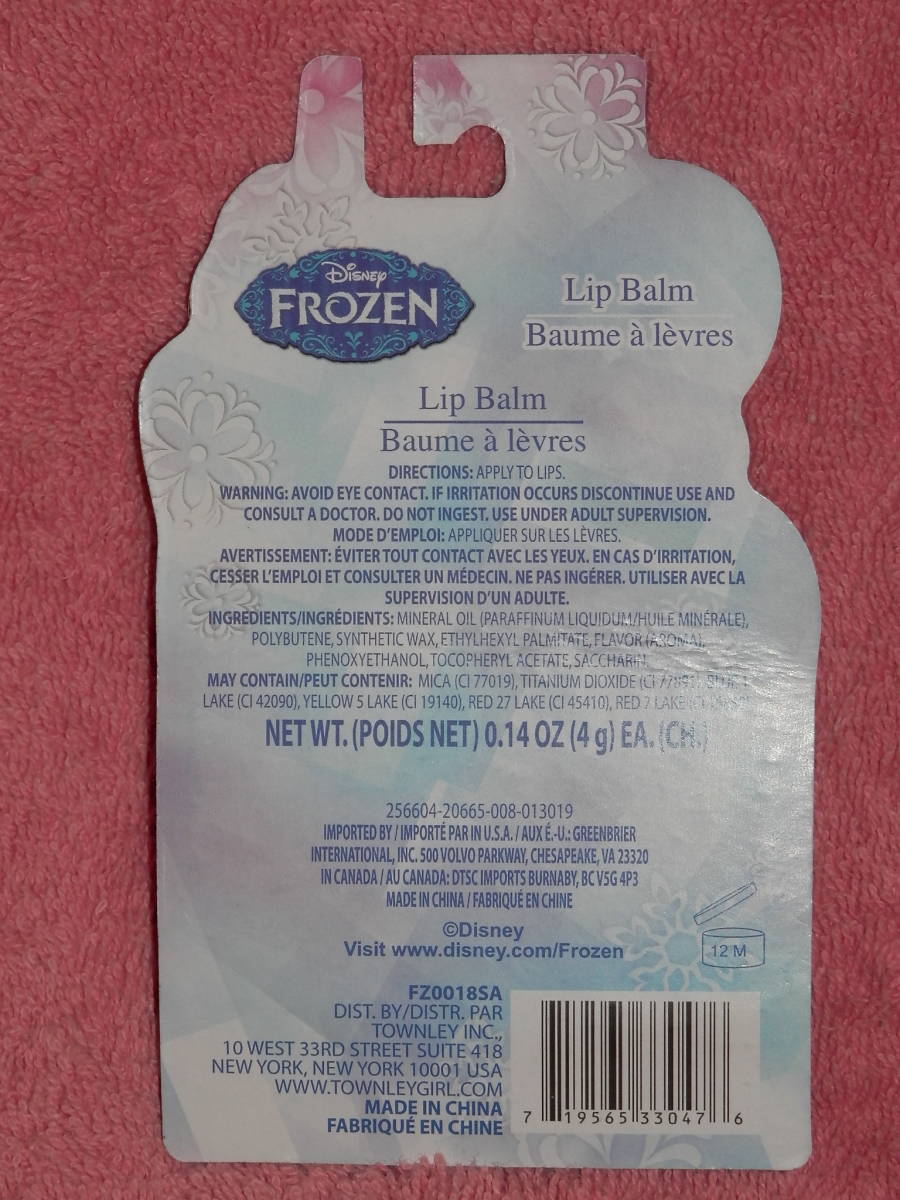 Disney
FROZEN
Lip Balm
Baume à lèvres
Lip Balm
Baume à lèvres
DIRECTIONS: APPLY TO LIPS.
WARNING: AVOID EYE CONTACT. IF IRRITATION OCCURS DISCONTINUE USE AND
CONSULT A DOCTOR. DO NOT INGEST. USE UNDER ADULT SUPERVISION.
MODE D'EMPLOI: APPLIQUER SUR LES LÈVRES.
AVERTISSEMENT: ÉVITER TOUT CONTACT AVEC LES YEUX. EN CAS D'IRRITATION,
CESSER L'EMPLOI ET CONSULTER UN MÉDECIN. NE PAS INGÉRER. UTILISER AVEC LA
SUPERVISION D'UN ADULTE.
INGREDIENTS/INGRÉDIENTS: MINERAL OIL (PARAFFINUM LIQUIDUM/HUILE MINÉRALE),
POLYBUTENE, SYNTHETIC WAX, ETHYLHEXYL PALMITATE, FLAVOR (AROMA),
PHENOXYETHANOL, TOCOPHERYL ACETATE, SACCHARIN.
MAY CONTAIN/PEUT CONTENIR: MICA (CI 77019), TITANIUM DIOXIDE (CI 77891), BLUE 1
LAKE (CI 42090), YELLOW 5 LAKE (CI 19140), RED 27 LAKE (CI 45410), RED 7 LAKE
NET WT. (POIDS NET) 0.14 OZ (4 g) EA. (CH.)
256604-20665-008-013019
IMPORTED BY / IMPORTÉ PAR IN U.S.A. / AUX É.-U.: GREENBRIER
INTERNATIONAL, INC. 500 VOLVO PARKWAY, CHESAPEAKE, VA 23320
IN CANADA / AU CANADA: DTSC IMPORTS BURNABY, BC V5G 4P3
MADE IN CHINA / FABRIQUÉ EN CHINE
©Disney
Visit www.disney.com/Frozen
12 M
FZ0018SA
DIST. BY/DISTR. PAR
TOWNLEY INC.,
10 WEST 33RD STREET SUITE 418
NEW YORK, NEW YORK 10001 USA
WWW.TOWNLEYGIRL.COM
MADE IN CHINA
FABRIQUÉ EN CHINE
7 19565 33047 6